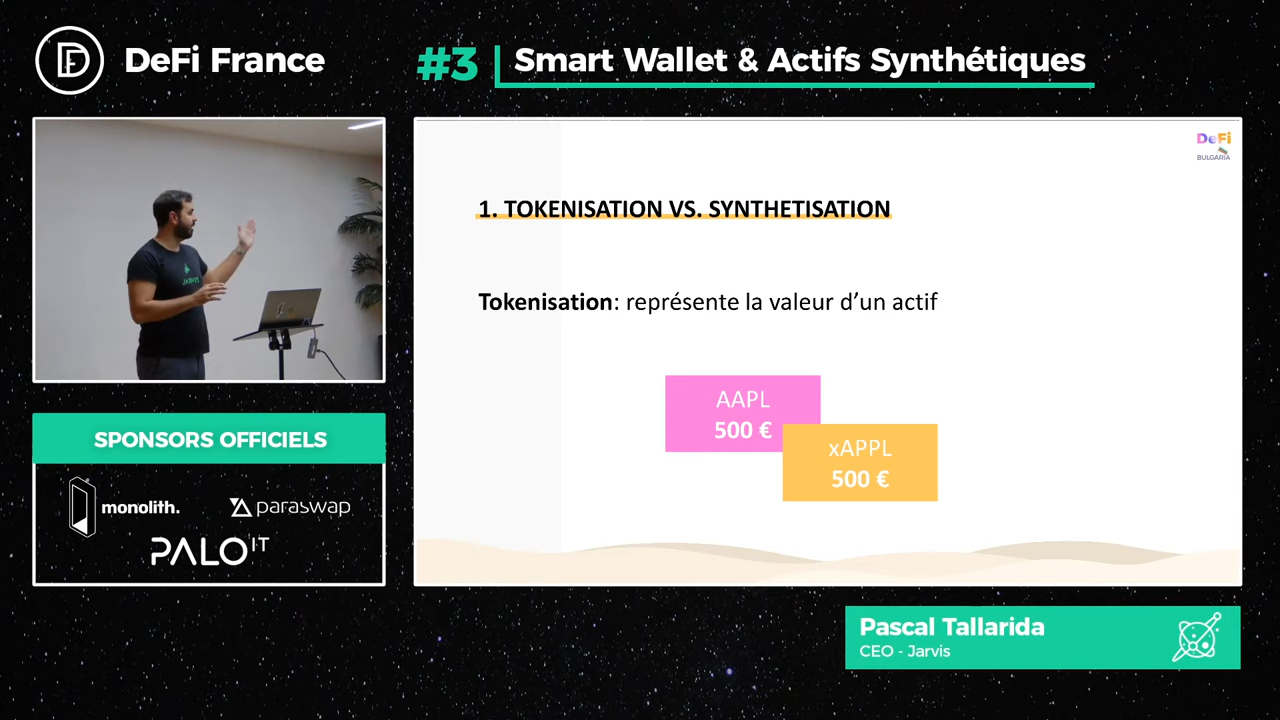 DeFi France
#3 Smart Wallet & Actifs Synthétiques
DeFi
BULGARIA
1. TOKENISATION VS. SYNTHETISATION
Tokenisation: représente la valeur d’un actif
AAPL
500 €
xAPPL
500 €
JARVIS
SPONSORS OFFICIELS
monolith.
paraswap
PALO IT
Pascal Tallarida
CEO - Jarvis